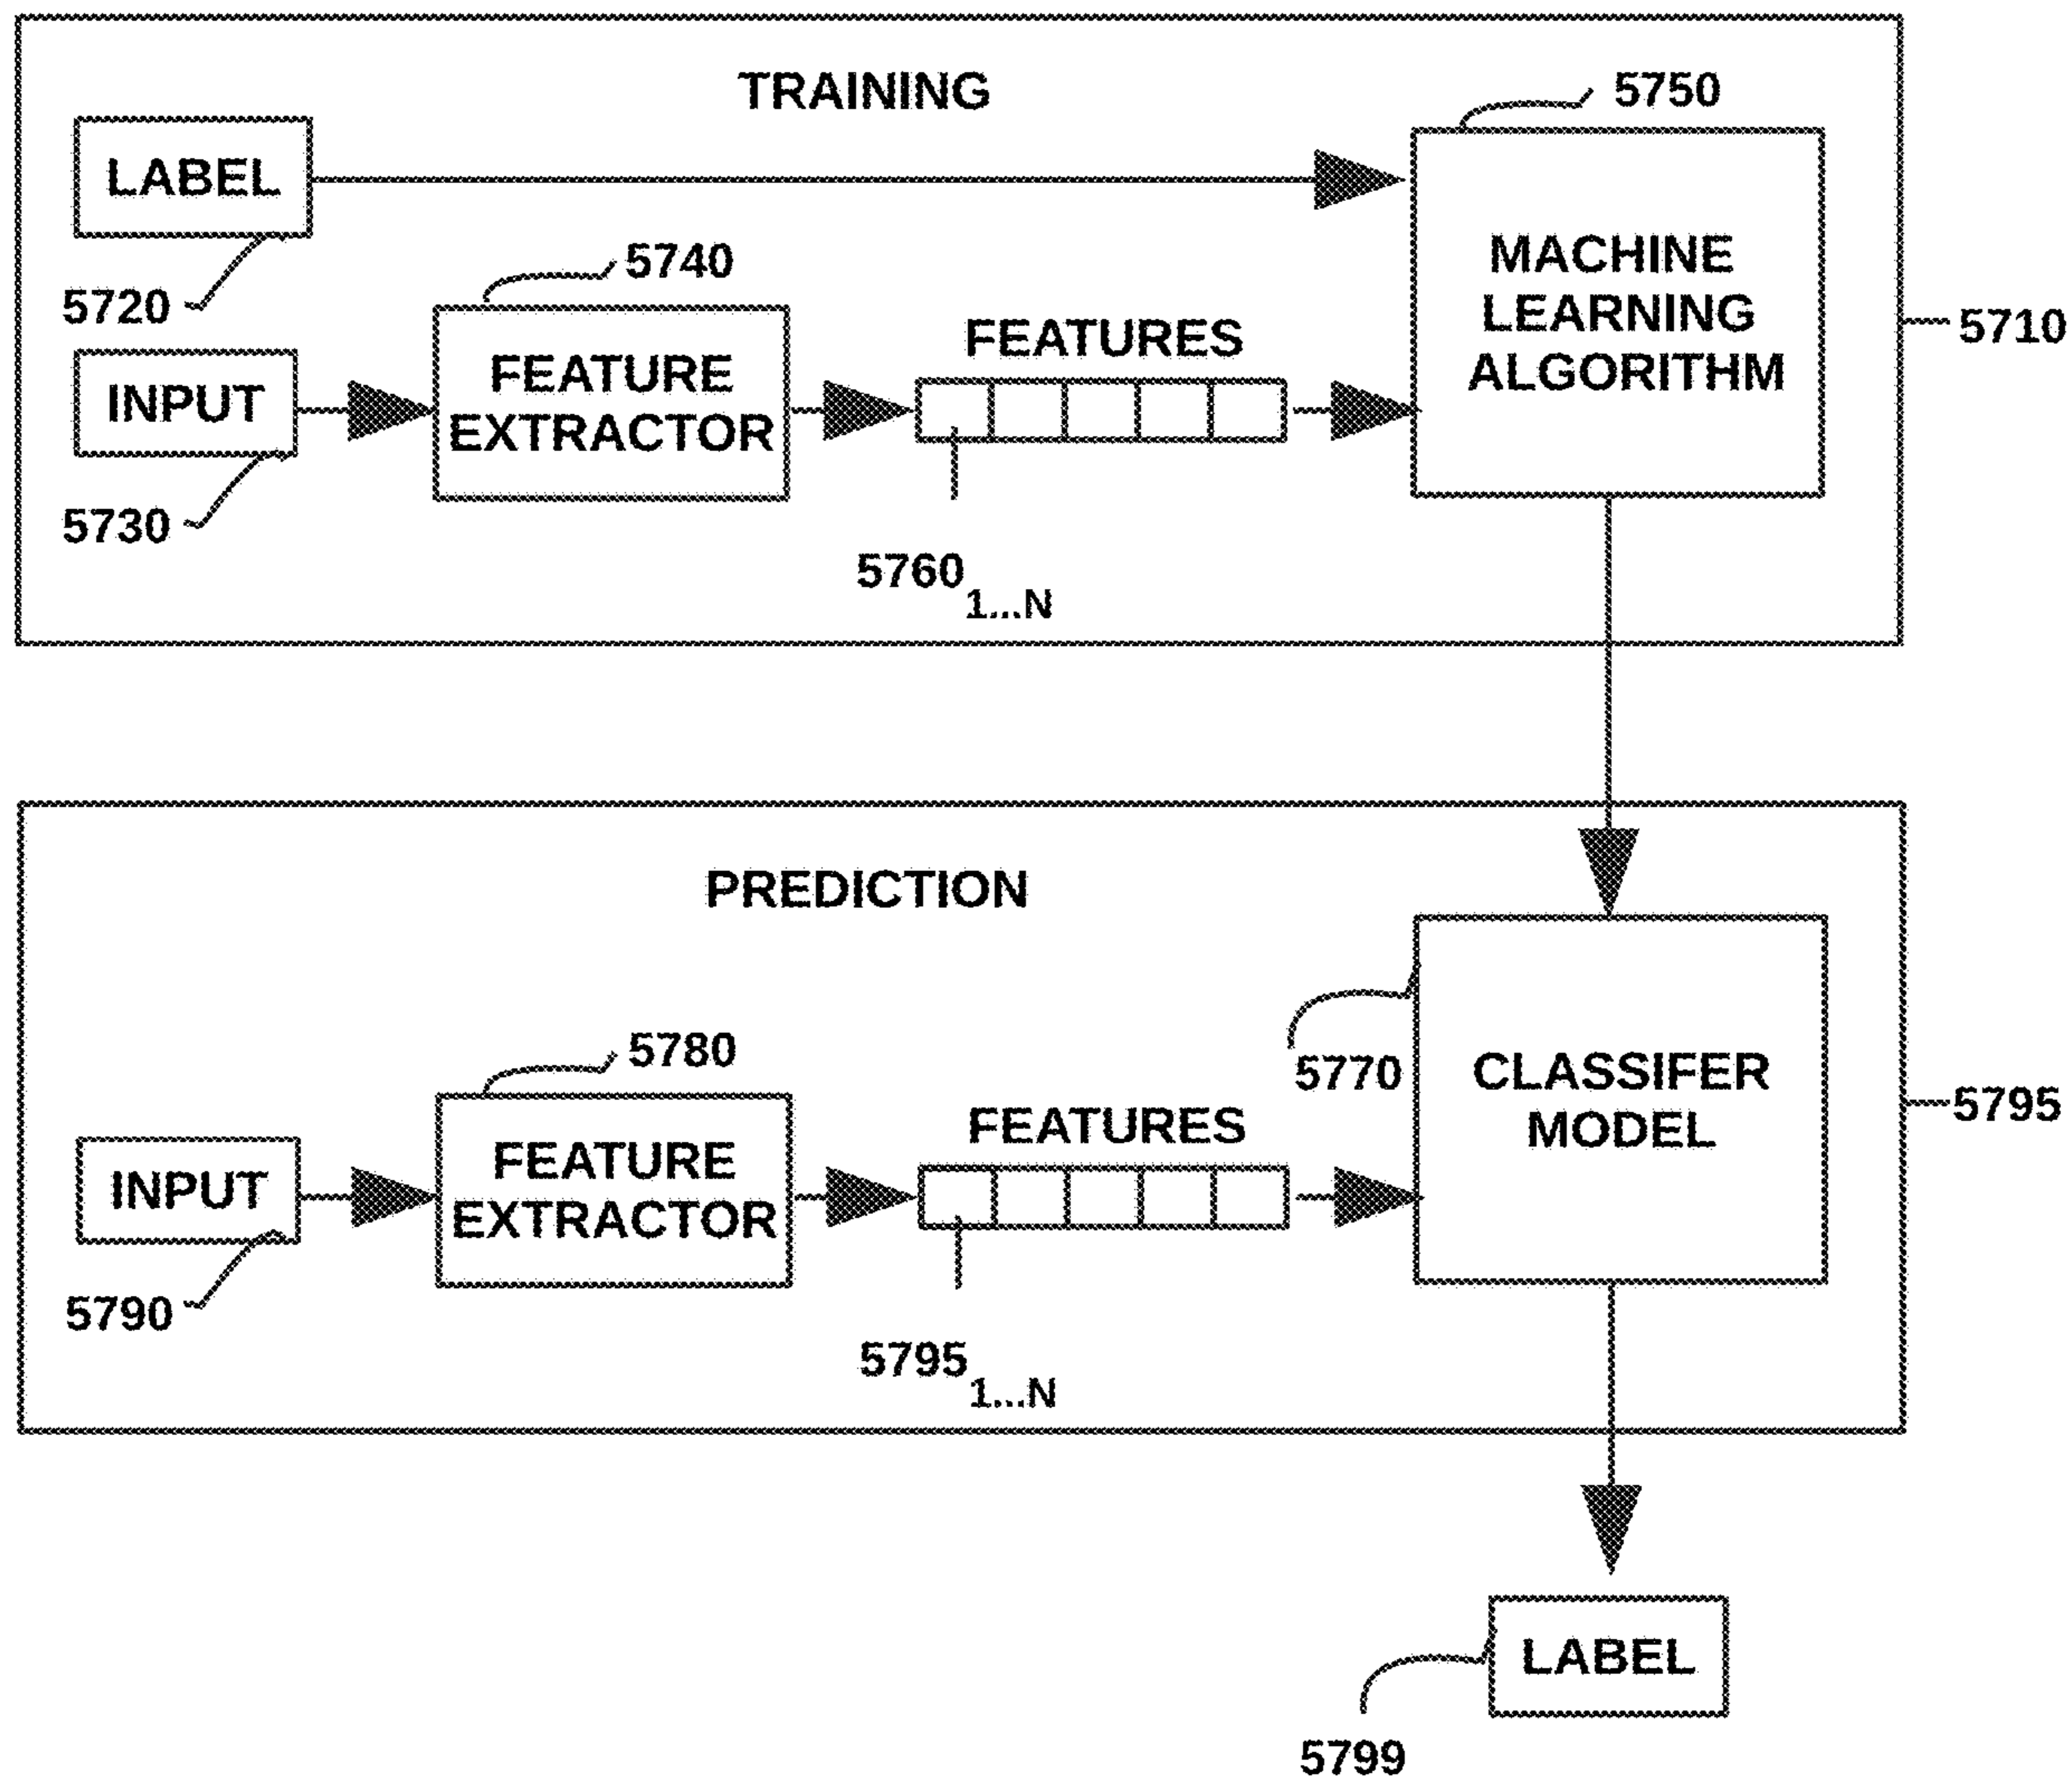 TRAINING
5750
LABEL
5720
5740
MACHINE
LEARNING
ALGORITHM
5710
INPUT
5730
FEATURE
EXTRACTOR
FEATURES
5760
1...N
PREDICTION
5780
5770
CLASSIFER
MODEL
5795
INPUT
5790
FEATURE
EXTRACTOR
FEATURES
5795
1...N
LABEL
5799